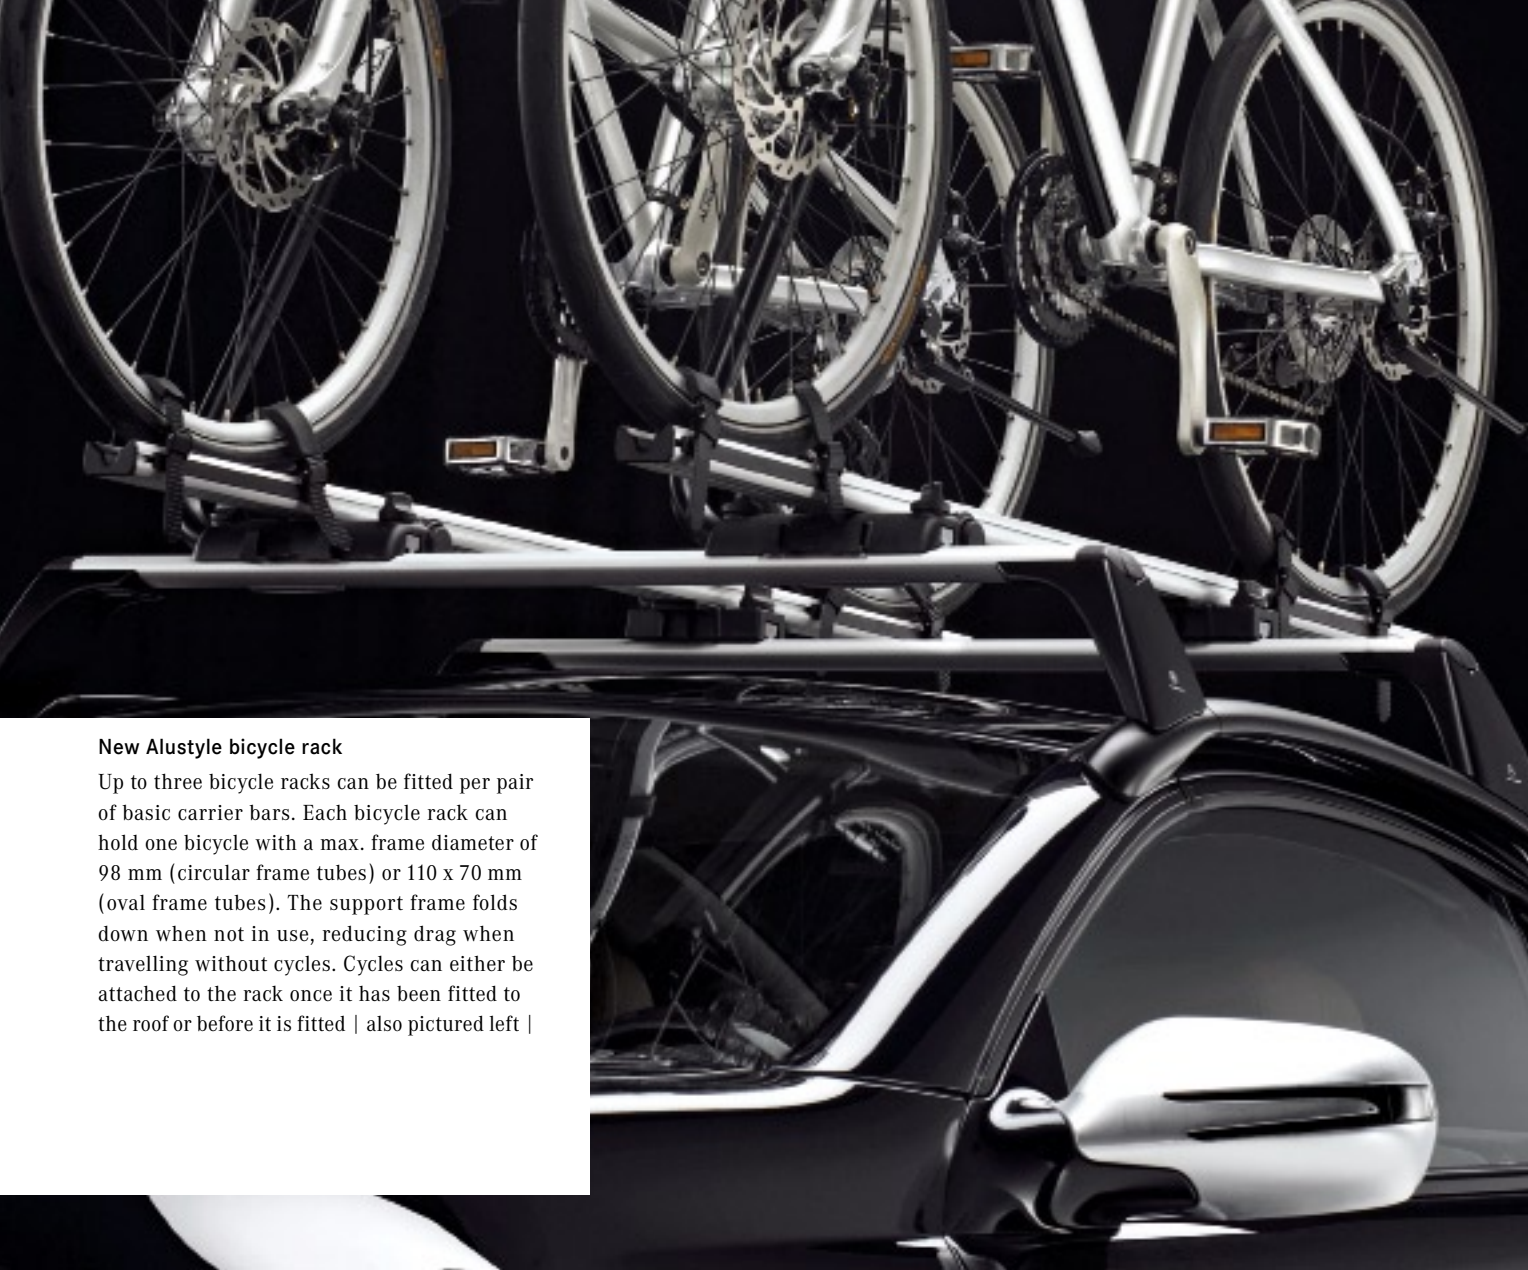 New Alustyle bicycle rack
Up to three bicycle racks can be fitted per pair
of basic carrier bars. Each bicycle rack can
hold one bicycle with a max. frame diameter of
98 mm (circular frame tubes) or 110 x 70 mm
(oval frame tubes). The support frame folds
down when not in use, reducing drag when
travelling without cycles. Cycles can either be
attached to the rack once it has been fitted to
the roof or before it is fitted | also pictured left |